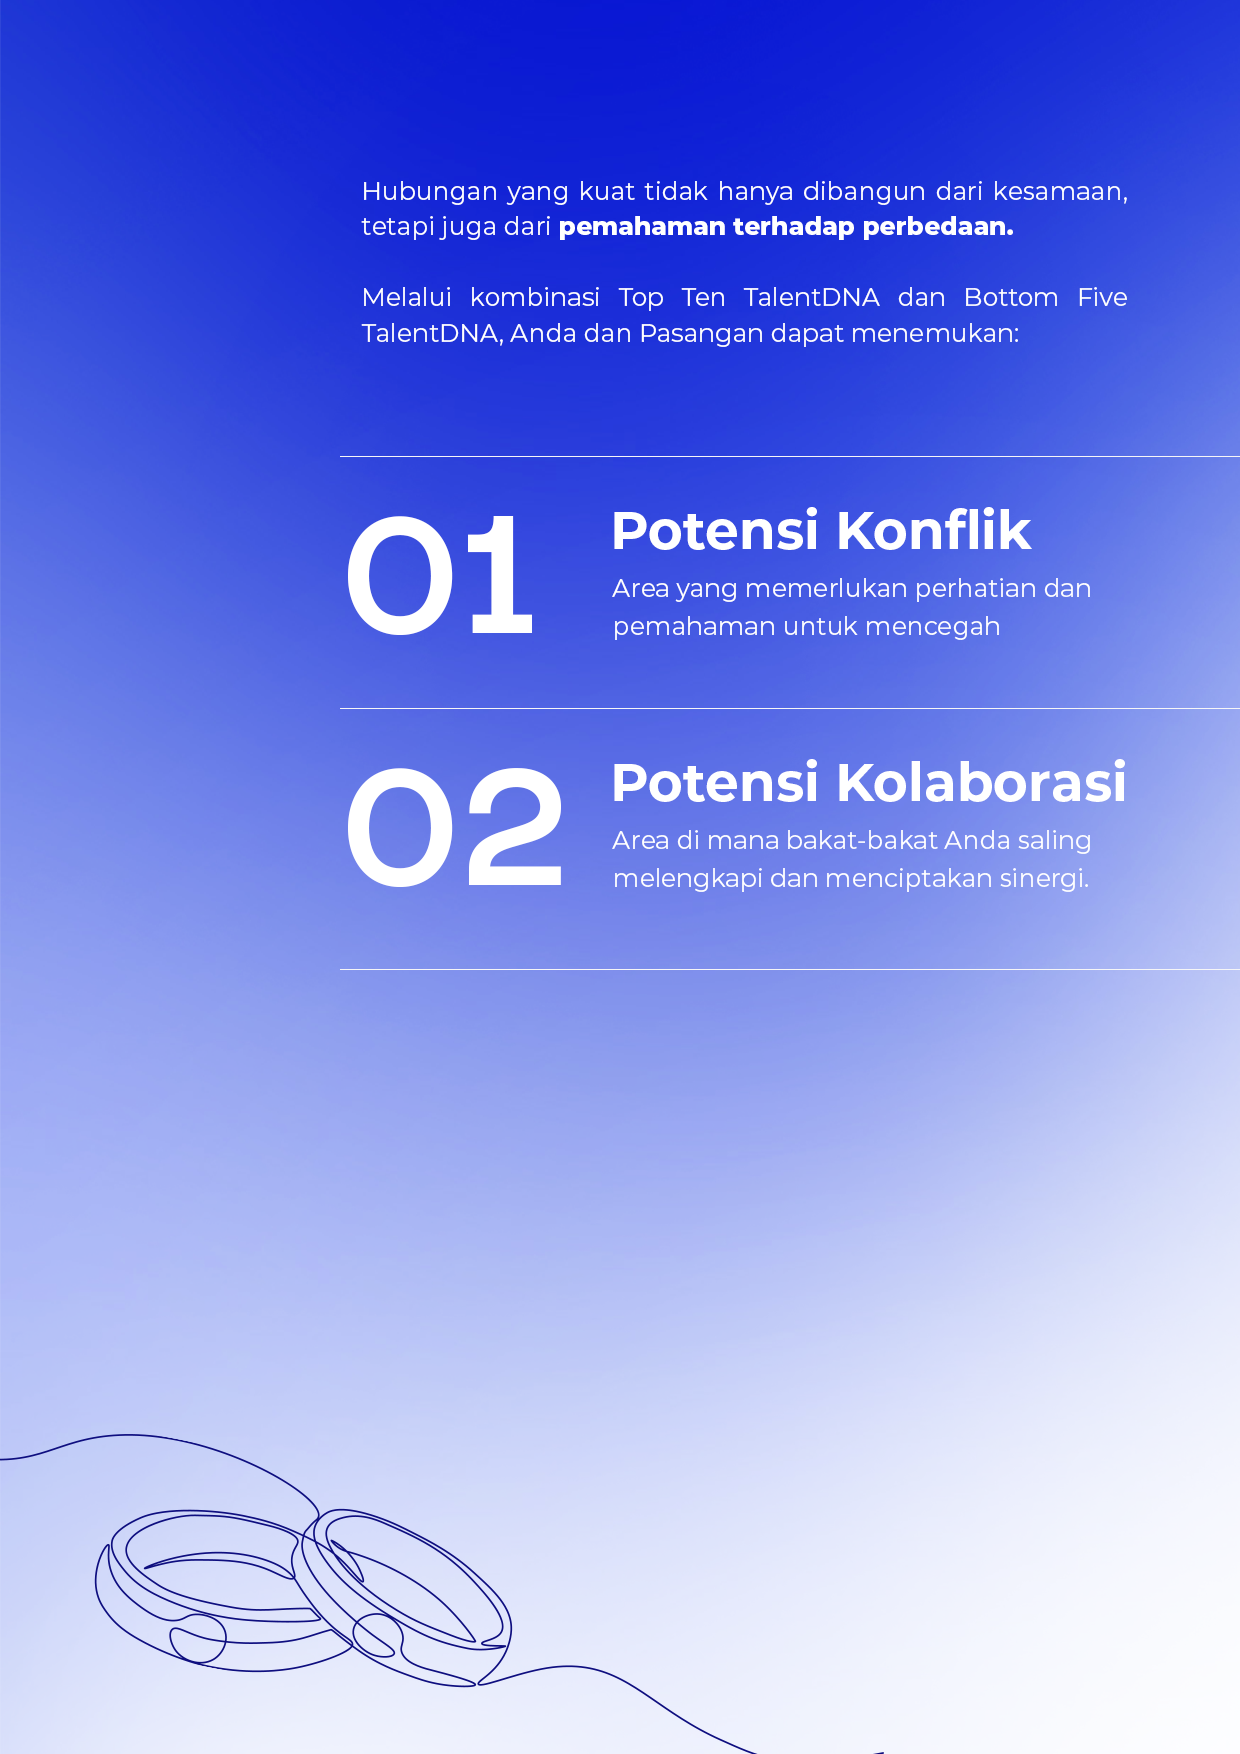 Hubungan yang kuat tidak hanya dibangun dari kesamaan,
tetapi juga dari pemahaman terhadap perbedaan.
Melalui kombinasi Top Ten TalentDNA dan Bottom Five
TalentDNA, Anda dan Pasangan dapat menemukan:
01
Potensi Konflik
Area yang memerlukan perhatian dan
pemahaman untuk mencegah
02
Potensi Kolaborasi
Area di mana bakat-bakat Anda saling
melengkapi dan menciptakan sinergi.